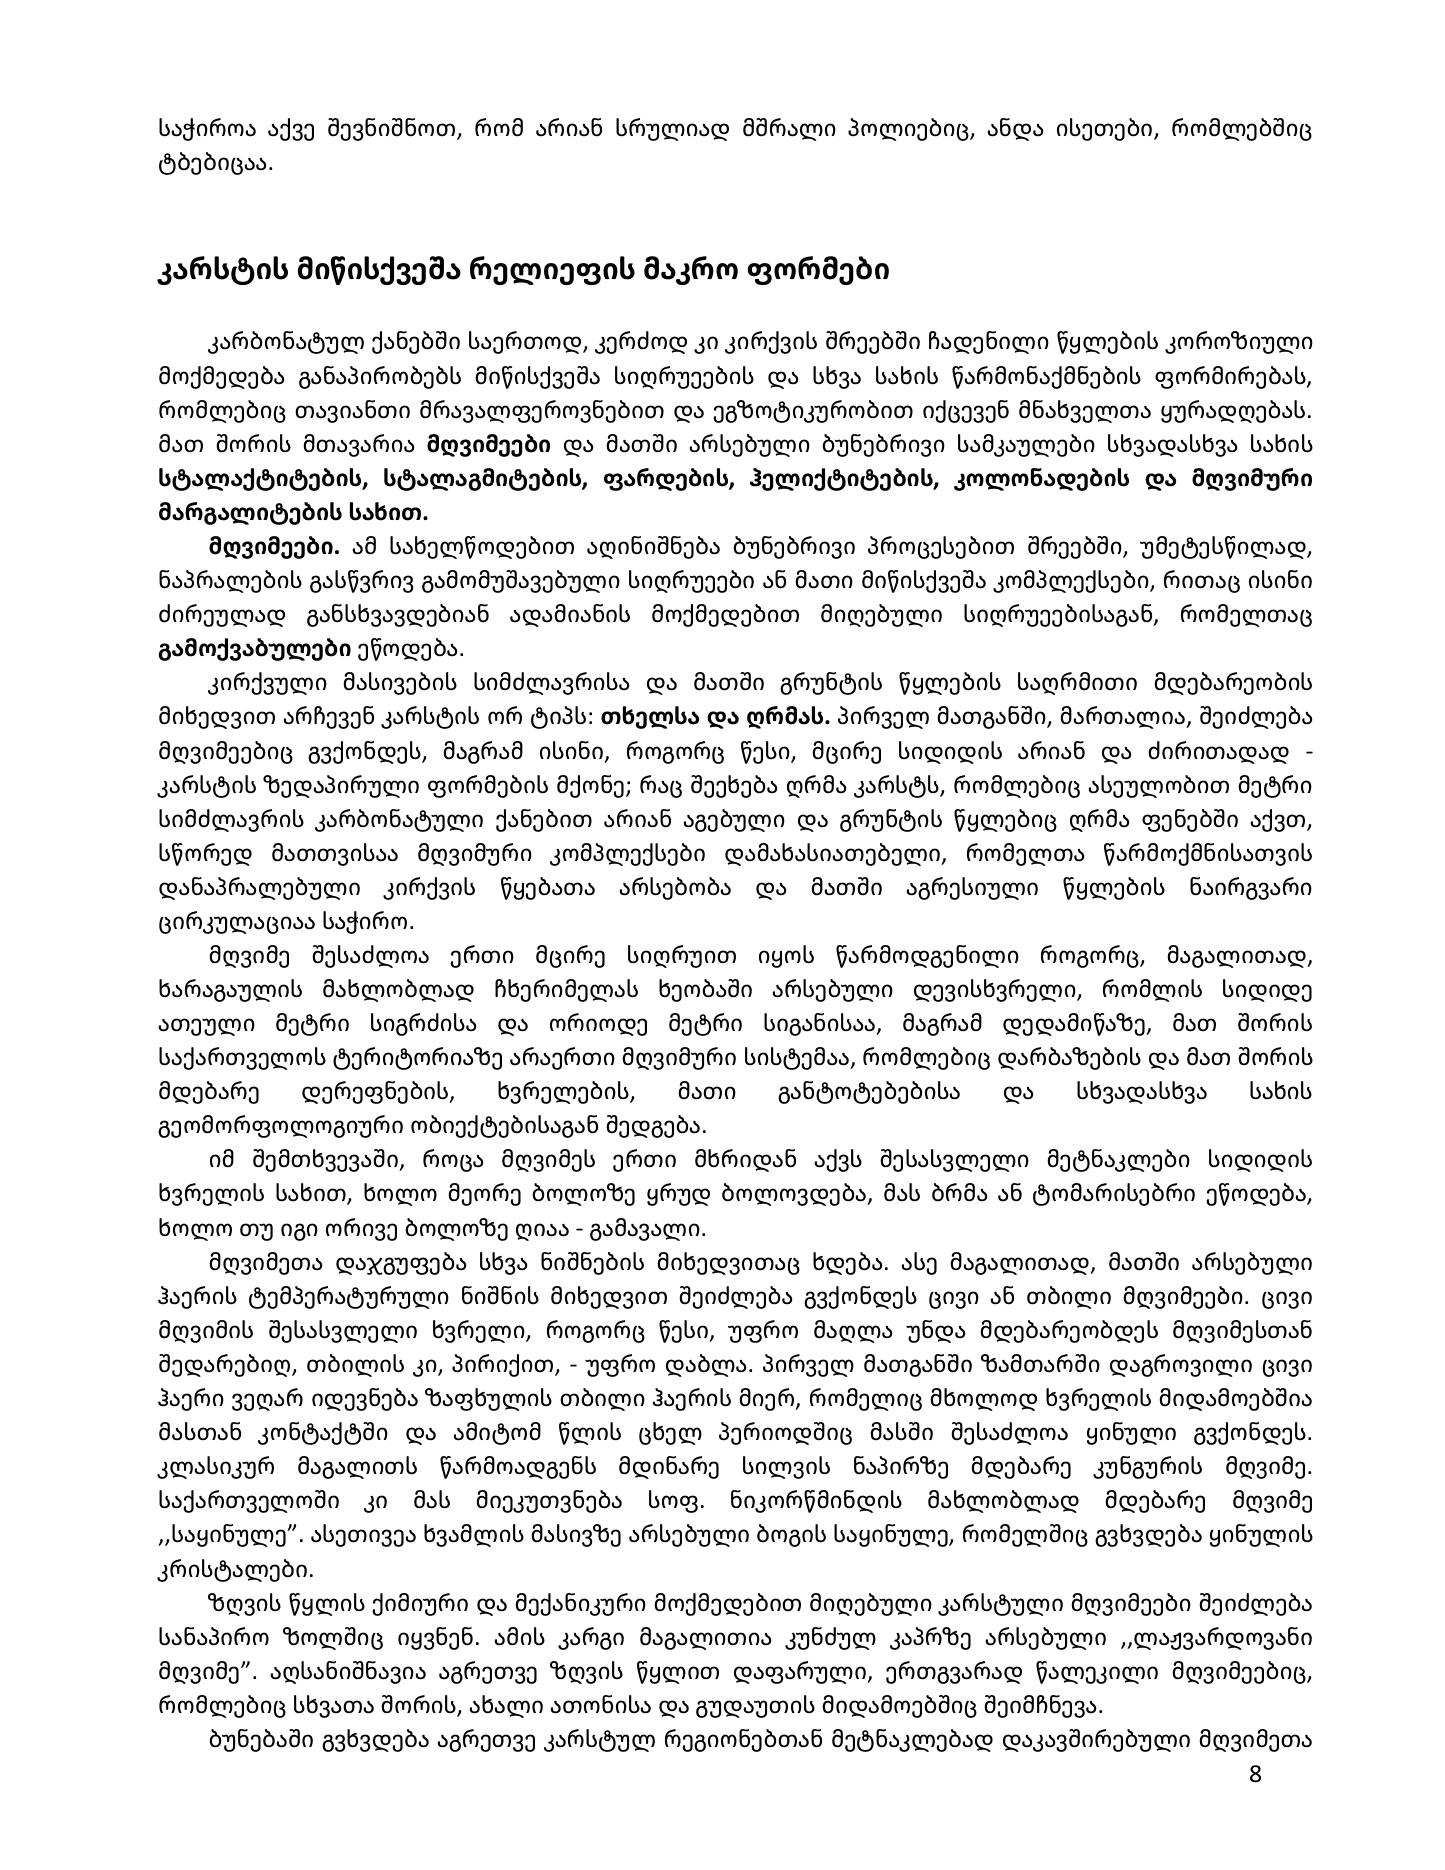 საჭიროა აქვე შევნიშნოთ, რომ არიან სრულიად მშრალი პოლიებიც, ანდა ისეთები, რომლებშიც
ტბებიცაა.
კარსტის მიწისქვეშა რელიეფის მაკრო ფორმები
კარბონატულ ქანებში საერთოდ, კერძოდ კი კირქვის შრეებში ჩადენილი წყლების კოროზიული
მოქმედება განაპირობებს მიწისქვეშა სიღრუეების და სხვა სახის წარმონაქმნების ფორმირებას,
რომლებიც თავიანთი მრავალფეროვნებით და ეგზოტიკურობით იქცევენ მნახველთა ყურადღებას.
მათ შორის მთავარია მღვიმეები და მათში არსებული ბუნებრივი სამკაულები სხვადასხვა სახის
სტალაქტიტების, სტალაგმიტების, ფარდების, ჰელიქტიტების, კოლონადების და მღვიმური
მარგალიტების სახით.
მღვიმეები. ამ სახელწოდებით აღინიშნება ბუნებრივი პროცესებით შრეებში, უმეტესწილად,
ნაპრალების გასწვრივ გამომუშავებული სიღრუეები ან მათი მიწისქვეშა კომპლექსები, რითაც ისინი
ძირეულად განსხვავდებიან ადამიანის მოქმედებით მიღებული სიღრუეებისაგან, რომელთაც
გამოქვაბულები ეწოდება.
კირქვული მასივების სიმძლავრისა და მათში გრუნტის წყლების საღრმითი მდებარეობის
მიხედვით არჩევენ კარსტის ორ ტიპს: თხელსა და ღრმას. პირველ მათგანში, მართალია, შეიძლება
მღვიმეებიც გვქონდეს, მაგრამ ისინი, როგორც წესი, მცირე სიდიდის არიან და ძირითადად -
კარსტის ზედაპირული ფორმების მქონე; რაც შეეხება ღრმა კარსტს, რომლებიც ასეულობით მეტრი
სიმძლავრის კარბონატული ქანებით არიან აგებული და გრუნტის წყლებიც ღრმა ფენებში აქვთ,
სწორედ მათთვისაა მღვიმური კომპლექსები დამახასიათებელი, რომელთა წარმოქმნისათვის
დანაპრალებული კირქვის წყებათა არსებობა და მათში აგრესიული წყლების ნაირგვარი
ცირკულაციაა საჭირო.
მღვიმე შესაძლოა ერთი მცირე სიღრუით იყოს წარმოდგენილი როგორც, მაგალითად,
ხარაგაულის მახლობლად ჩხერიმელას ხეობაში არსებული დევისხვრელი, რომლის სიდიდე
ათეული მეტრი სიგრძისა და ორიოდე მეტრი სიგანისაა, მაგრამ დედამიწაზე, მათ შორის
საქართველოს ტერიტორიაზე არაერთი მღვიმური სისტემაა, რომლებიც დარბაზების და მათ შორის
მდებარე დერეფნების, ხვრელების, მათი განტოტებებისა და სხვადასხვა სახის
გეომორფოლოგიური ობიექტებისაგან შედგება.
იმ შემთხვევაში, როცა მღვიმეს ერთი მხრიდან აქვს შესასვლელი მეტნაკლები სიდიდის
ხვრელის სახით, ხოლო მეორე ბოლოზე ყრუდ ბოლოვდება, მას ბრმა ან ტომარისებრი ეწოდება,
ხოლო თუ იგი ორივე ბოლოზე ღიაა - გამავალი.
მღვიმეთა დაჯგუფება სხვა ნიშნების მიხედვითაც ხდება. ასე მაგალითად, მათში არსებული
ჰაერის ტემპერატურული ნიშნის მიხედვით შეიძლება გვქონდეს ცივი ან თბილი მღვიმეები. ცივი
მღვიმის შესასვლელი ხვრელი, როგორც წესი, უფრო მაღლა უნდა მდებარეობდეს მღვიმესთან
შედარებიღ, თბილის კი, პირიქით, - უფრო დაბლა. პირველ მათგანში ზამთარში დაგროვილი ცივი
ჰაერი ვეღარ იდევნება ზაფხულის თბილი ჰაერის მიერ, რომელიც მხოლოდ ხვრელის მიდამოებშია
მასთან კონტაქტში და ამიტომ წლის ცხელ პერიოდშიც მასში შესაძლოა ყინული გვქონდეს.
კლასიკურ მაგალითს წარმოადგენს მდინარე სილვის ნაპირზე მდებარე კუნგურის მღვიმე.
საქართველოში კი მას მიეკუთვნება სოფ. ნიკორწმინდის მახლობლად მდებარე მღვიმე
,,საყინულე”. ასეთივეა ხვამლის მასივზე არსებული ბოგის საყინულე, რომელშიც გვხვდება ყინულის
კრისტალები.
ზღვის წყლის ქიმიური და მექანიკური მოქმედებით მიღებული კარსტული მღვიმეები შეიძლება
სანაპირო ზოლშიც იყვნენ. ამის კარგი მაგალითია კუნძულ კაპრზე არსებული ,,ლაჟვარდოვანი
მღვიმე”. აღსანიშნავია აგრეთვე ზღვის წყლით დაფარული, ერთგვარად წალეკილი მღვიმეებიც,
რომლებიც სხვათა შორის, ახალი ათონისა და გუდაუთის მიდამოებშიც შეიმჩნევა.
ბუნებაში გვხვდება აგრეთვე კარსტულ რეგიონებთან მეტნაკლებად დაკავშირებული მღვიმეთა
8